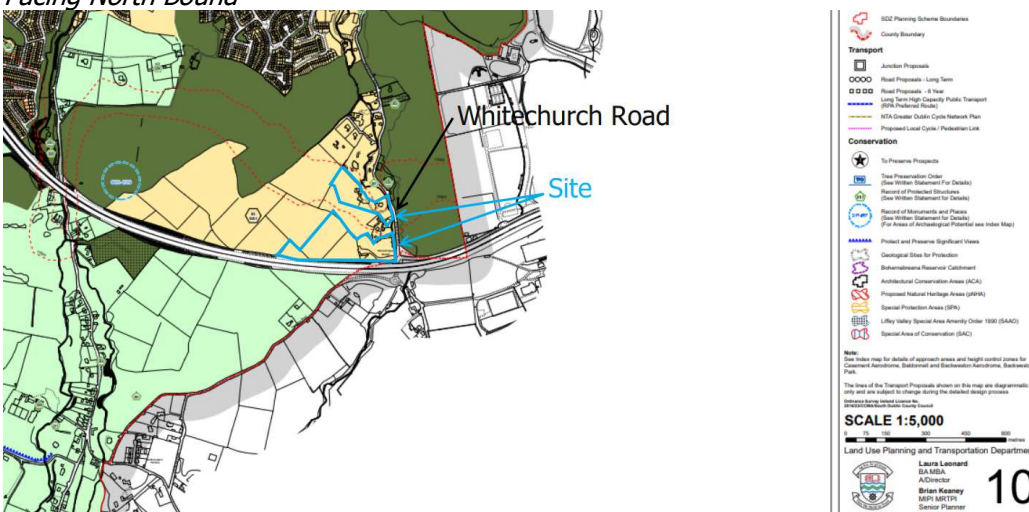 Facing North Bound
Whitechurch Road
Site
SDZ Planning Scheme Boundaries
County Boundary
Transport
Junction Proposals
Road Proposals - Long Term
Road Proposals - 6 Year
Long Term High Capacity Public Transport
(RPA Preferred Route)
NTA Greater Dublin Cycle Network Plan
Proposed Local Cycle / Pedestrian Link
Conservation
To Preserve Prospects
Tree Preservation Order
(See Written Statement For Details)
Record of Protected Structures
(See Written Statement for Details)
Record of Monuments and Places
(See Written Statement for Details)
(For Areas of Archeological Potential see Index Map)
Protect and Preserve Significant Views
Geological Sites for Protection
Bohernabreena Reservoir Catchment
Architectural Conservation Areas (ACA)
Proposed Natural Heritage Areas (pNHA)
Special Protection Areas (SPA)
Liffey Valley Special Area Amenity Order 1990 (SAAO)
Special Area of Conservation (SAC)
Note:
See Index map for details of approach areas and height control zones for
Casement Aerodrome, Baldonnell and Backweston Aerodrome, Backweston
Park.
The lines of the Transport Proposals shown on this map are diagrammatic
only and are subject to change during the detailed design process
Ordnance Survey Ireland Licence No.
SCALE 1:5,000
0 75 150 300 450 600
metres
Land Use Planning and Transportation Departmen
Laura Leonard
BA MBA
A/Director
Brian Keaney
MIPI MRTPI
Senior Planner
10